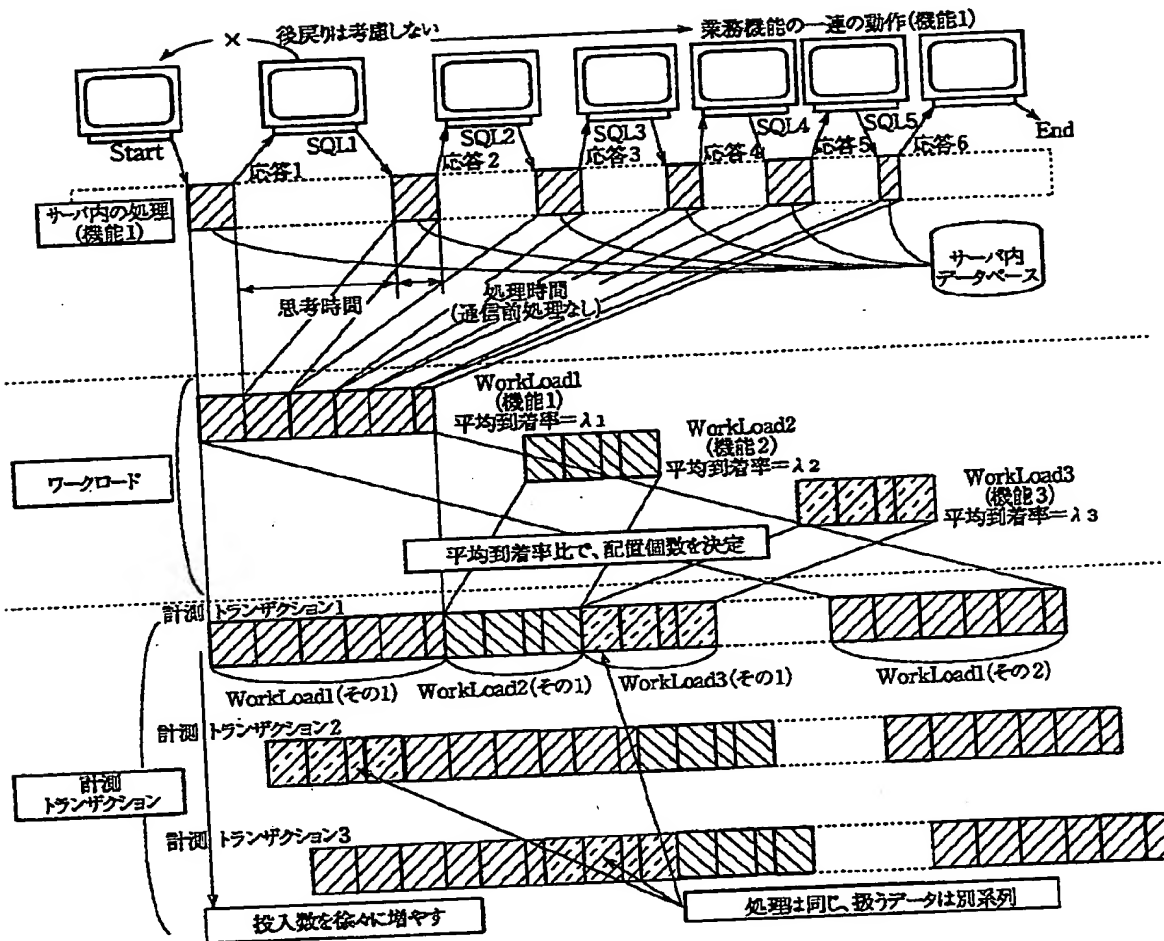 ×
後戻りは考慮しない
業務機能の一連の動作(機能1)
Start
応答1
SQL1
応答2
SQL2
応答3
SQL3
応答4
SQL4
応答5
SQL5
応答6
End
サーバ内の処理
(機能1)
サーバ内
データベース
思考時間
処理時間
(通信前処理なし)
WorkLoad1
(機能1)
平均到着率=λ1
WorkLoad2
(機能2)
平均到着率=λ2
WorkLoad3
(機能3)
平均到着率=λ3
ワークロード
平均到着率比で、配置個数を決定
計測トランザクション1
WorkLoad1(その1)
WorkLoad2(その1)
WorkLoad3(その1)
WorkLoad1(その2)
計測トランザクション2
計測
トランザクション
計測トランザクション3
投入数を徐々に増やす
処理は同じ、扱うデータは別系列